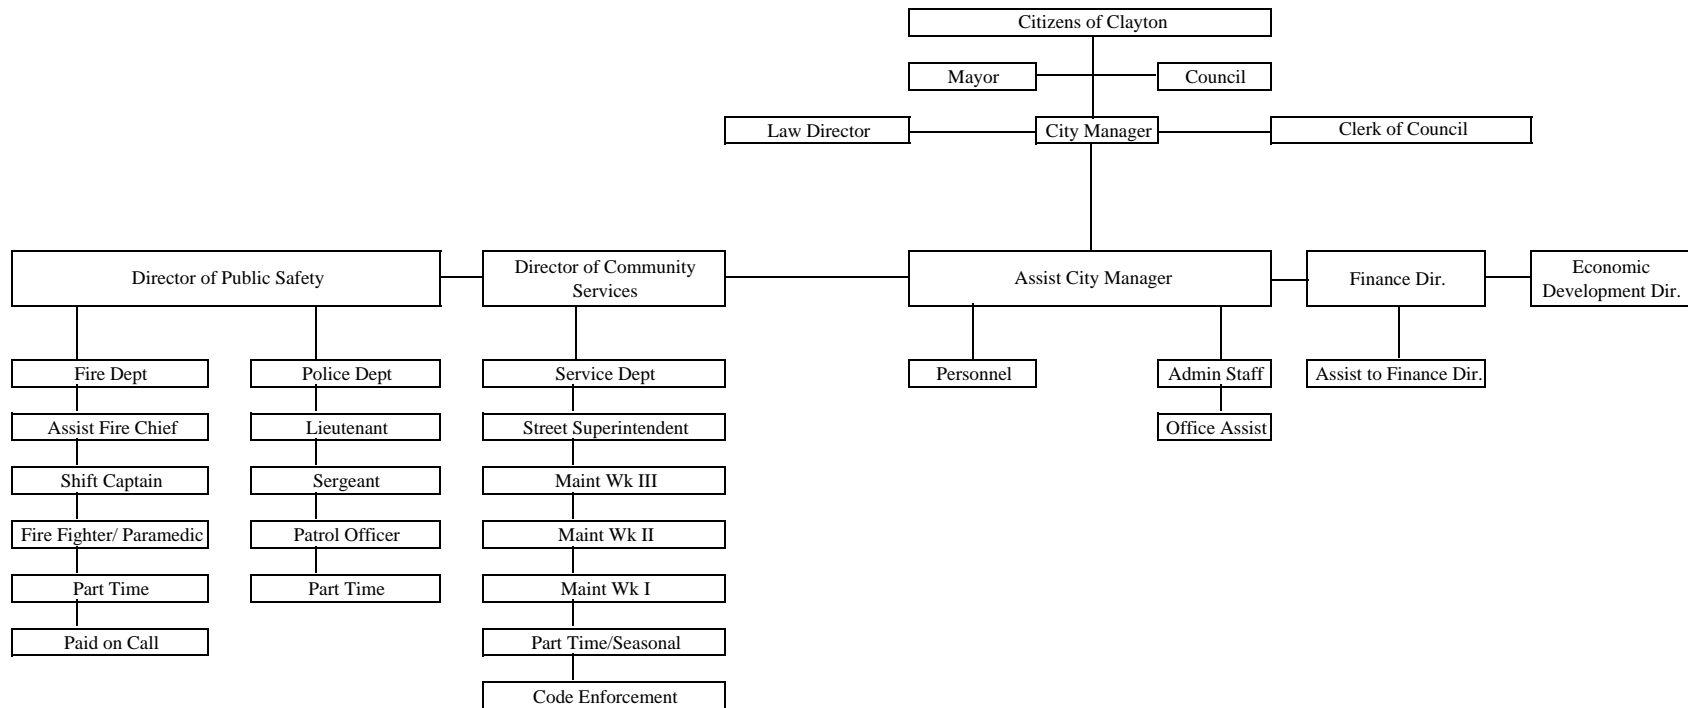 Citizens of Clayton
Mayor
Council
Law Director
City Manager
Clerk of Council
Director of Public Safety
Director of Community
Services
Assist City Manager
Finance Dir.
Economic
Development Dir.
Fire Dept
Police Dept
Service Dept
Personnel
Admin Staff
Assist to Finance Dir.
Assist Fire Chief
Lieutenant
Street Superintendent
Office Assist
Shift Captain
Sergeant
Maint Wk III
Fire Fighter/ Paramedic
Patrol Officer
Maint Wk II
Part Time
Part Time
Maint Wk I
Paid on Call
Part Time/Seasonal
Code Enforcement